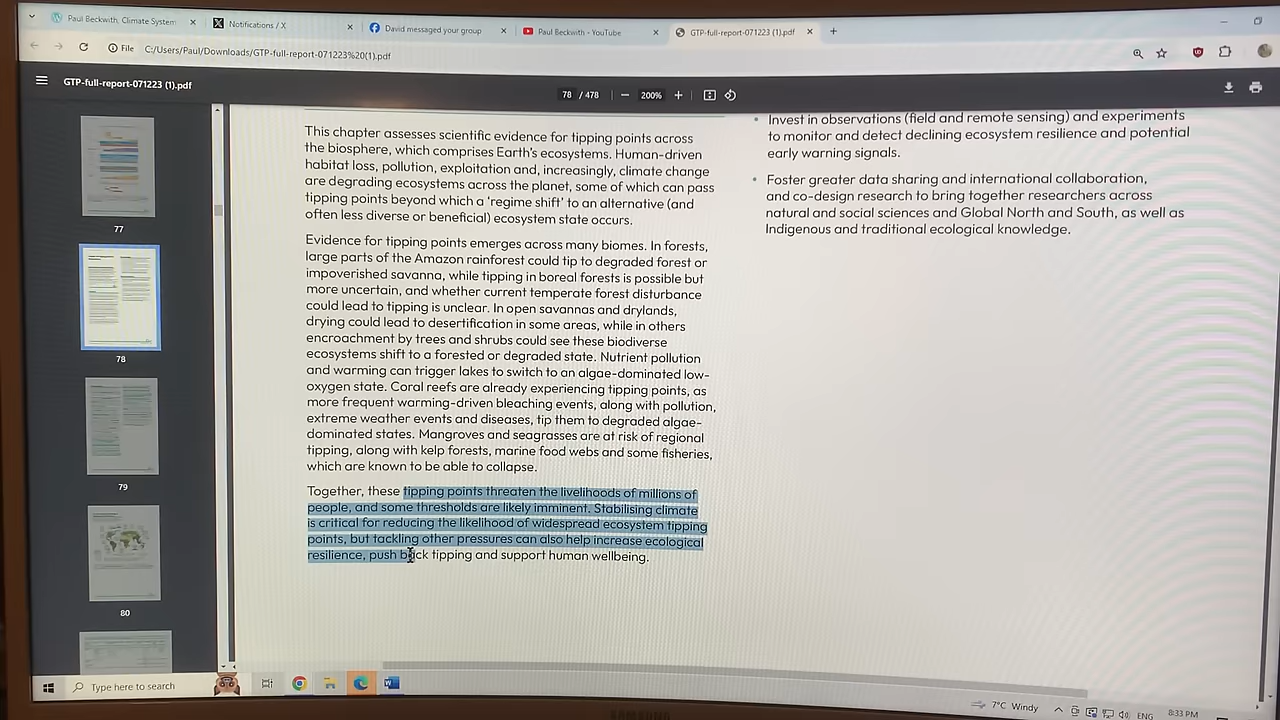 Paul Beckwith, Climate System
Notifications / X
David messaged your group
Paul Beckwith - YouTube
GTP-full-report-071223 (1).pdf
File
C:/Users/Paul/Downloads/GTP-full-report-071223%20(1).pdf
GTP-full-report-071223 (1).pdf
78 / 478
200%
77
78
79
80
This chapter assesses scientific evidence for tipping points across
the biosphere, which comprises Earth's ecosystems. Human-driven
habitat loss, pollution, exploitation and, increasingly, climate change
are degrading ecosystems across the planet, some of which can pass
tipping points beyond which a 'regime shift' to an alternative (and
often less diverse or beneficial) ecosystem state occurs.
Evidence for tipping points emerges across many biomes. In forests,
large parts of the Amazon rainforest could tip to degraded forest or
impoverished savanna, while tipping in boreal forests is possible but
more uncertain, and whether current temperate forest disturbance
could lead to tipping is unclear. In open savannas and drylands,
drying could lead to desertification in some areas, while in others
encroachment by trees and shrubs could see these biodiverse
ecosystems shift to a forested or degraded state. Nutrient pollution
and warming can trigger lakes to switch to an algae-dominated low-
oxygen state. Coral reefs are already experiencing tipping points, as
more frequent warming-driven bleaching events, along with pollution,
extreme weather events and diseases, tip them to degraded algae-
dominated states. Mangroves and seagrasses are at risk of regional
tipping, along with kelp forests, marine food webs and some fisheries,
which are known to be able to collapse.
Together, these tipping points threaten the livelihoods of millions of
people, and some thresholds are likely imminent. Stabilising climate
is critical for reducing the likelihood of widespread ecosystem tipping
points, but tackling other pressures can also help increase ecological
resilience, push back tipping and support human wellbeing.
• Invest in observations (field and remote sensing) and experiments
to monitor and detect declining ecosystem resilience and potential
early warning signals.
• Foster greater data sharing and international collaboration,
and co-design research to bring together researchers across
natural and social sciences and Global North and South, as well as
Indigenous and traditional ecological knowledge.
Type here to search
7°C Windy
ENG
8:33 PM
SAMSUNG